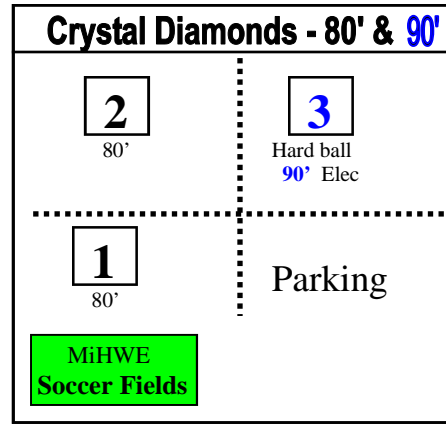 Crystal Diamonds - 80' & 90'
2
80’
3
Hard ball
90’ Elec
1
80’
Parking
MiHWE
Soccer Fields